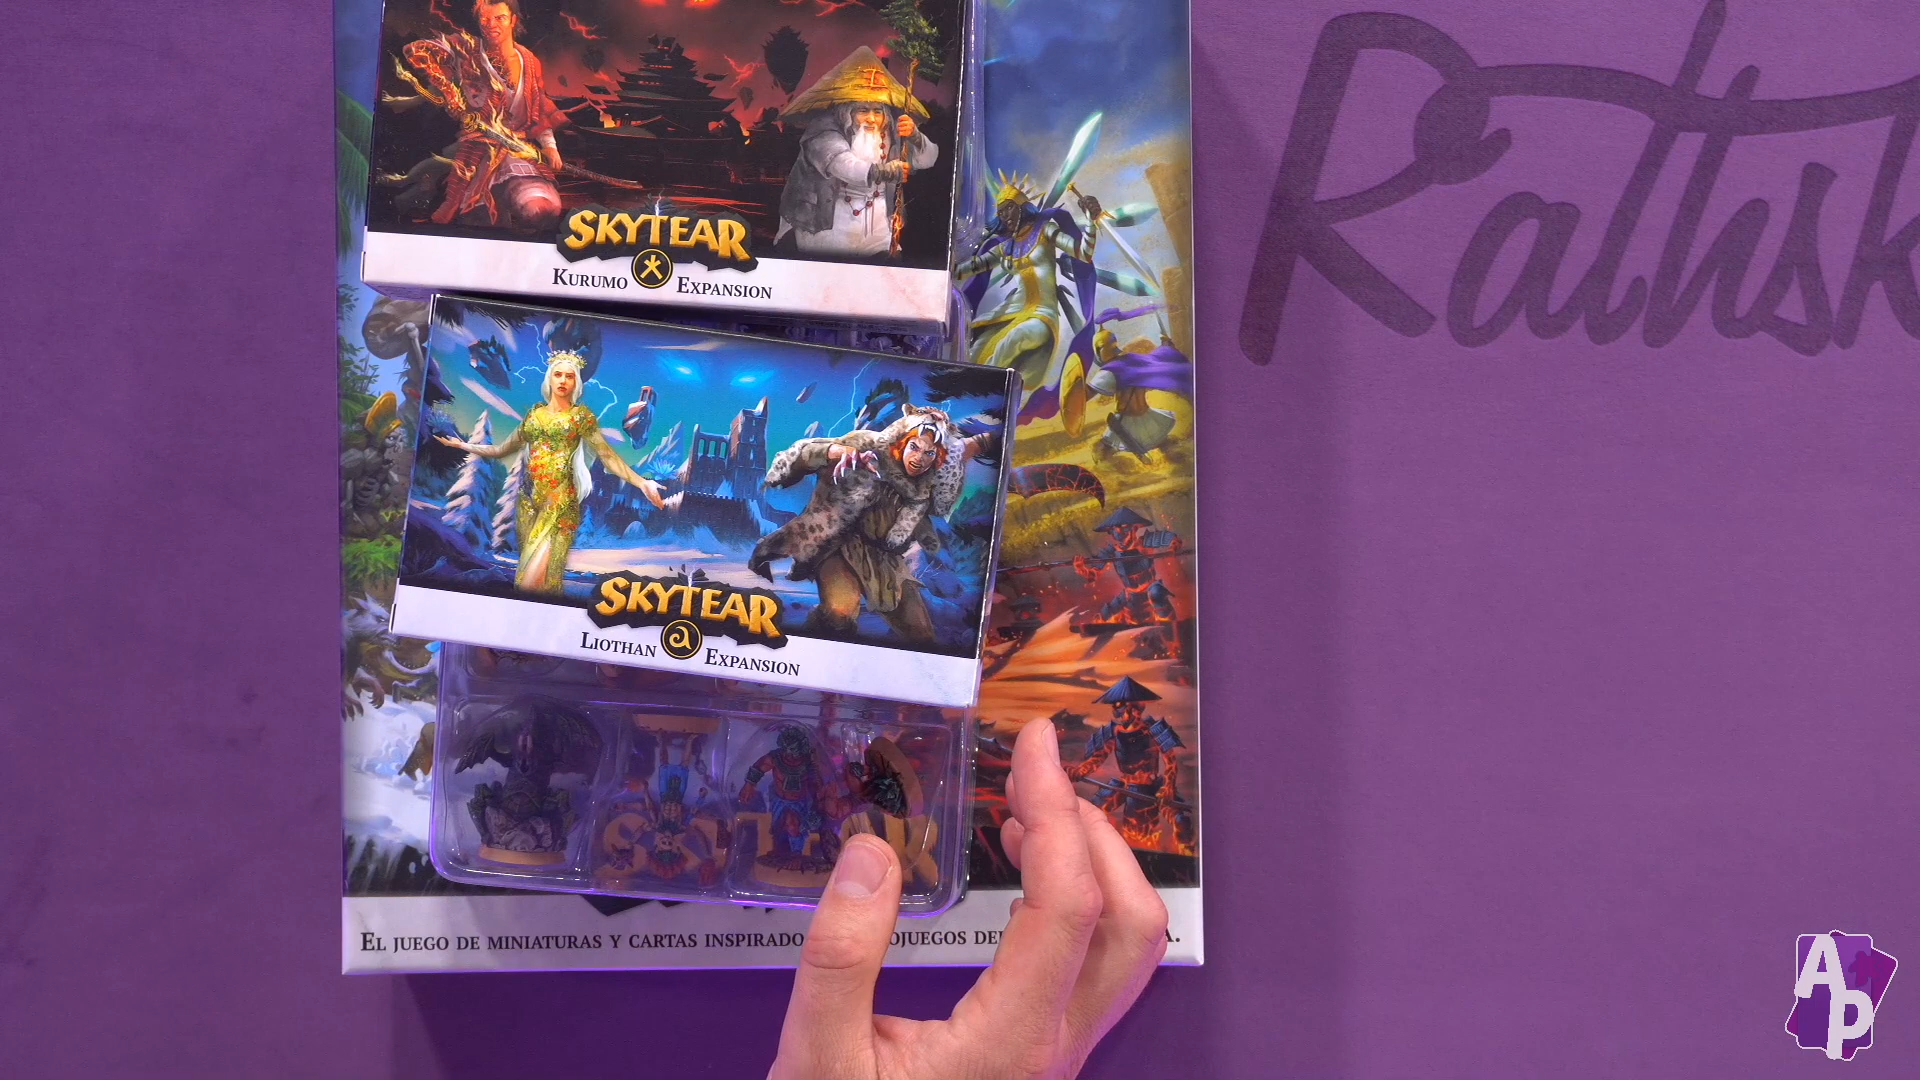 SKYTEAR
KURUMO EXPANSION
SKYTEAR
LIOTHAN EXPANSION
EL JUEGO DE MINIATURAS Y CARTAS INSPIRADO
OJUEGOS DE
A.
Rathsk
AP